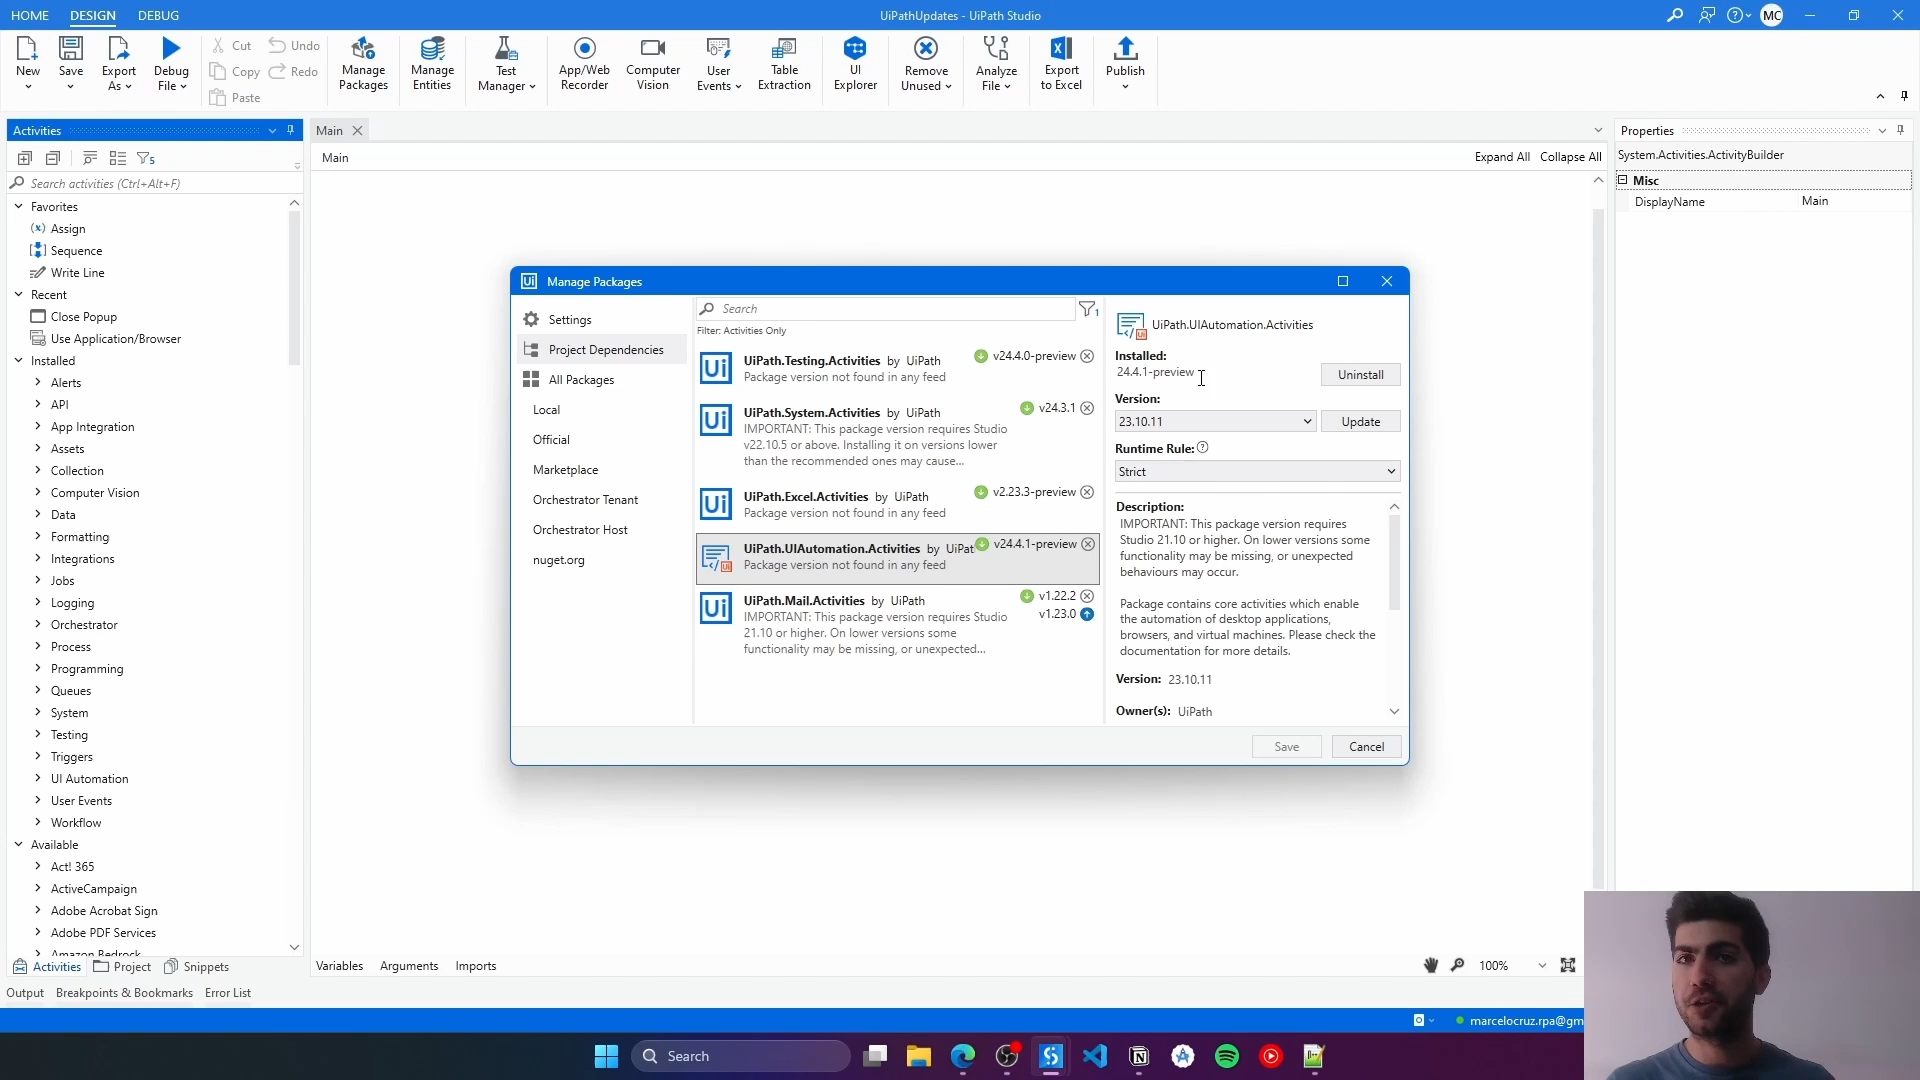 HOME DESIGN DEBUG
UiPathUpdates - UiPath Studio
MC
New
Save
Export As
Debug File
Cut
Copy
Paste
Undo
Redo
Manage Packages
Manage Entities
Test Manager
App/Web Recorder
Computer Vision
User Events
Table Extraction
UI Explorer
Remove Unused
Analyze File
Export to Excel
Publish
Activities
5
Search activities (Ctrl+Alt+F)
Favorites
Assign
Sequence
Write Line
Recent
Close Popup
Use Application/Browser
Installed
Alerts
API
App Integration
Assets
Collection
Computer Vision
Data
Formatting
Integrations
Jobs
Logging
Orchestrator
Process
Programming
Queues
System
Testing
Triggers
UI Automation
User Events
Workflow
Available
Act! 365
ActiveCampaign
Adobe Acrobat Sign
Adobe PDF Services
Amazon Bedrock
Activities Project Snippets
Output Breakpoints & Bookmarks Error List
Main
Main
Expand All Collapse All
Ui Manage Packages
Settings
Project Dependencies
All Packages
Local
Official
Marketplace
Orchestrator Tenant
Orchestrator Host
nuget.org
Search
1
Filter: Activities Only
Ui UiPath.Testing.Activities by UiPath v24.4.0-preview
Package version not found in any feed
Ui UiPath.System.Activities by UiPath v24.3.1
IMPORTANT: This package version requires Studio
v22.10.5 or above. Installing it on versions lower
than the recommended ones may cause...
Ui UiPath.Excel.Activities by UiPath v2.23.3-preview
Package version not found in any feed
UiPath.UIAutomation.Activities by UiPat v24.4.1-preview
Package version not found in any feed
Ui UiPath.Mail.Activities by UiPath v1.22.2
v1.23.0
IMPORTANT: This package version requires Studio
21.10 or higher. On lower versions some
functionality may be missing, or unexpected...
UiPath.UIAutomation.Activities
Installed:
24.4.1-preview
Uninstall
Version:
23.10.11
Update
Runtime Rule:
Strict
Description:
IMPORTANT: This package version requires
Studio 21.10 or higher. On lower versions some
functionality may be missing, or unexpected
behaviours may occur.
Package contains core activities which enable
the automation of desktop applications,
browsers, and virtual machines. Please check the
documentation for more details.
Version: 23.10.11
Owner(s): UiPath
Save Cancel
Variables Arguments Imports
100%
Properties
System.Activities.ActivityBuilder
Misc
DisplayName Main
marcelocruz.rpa@gm
Search